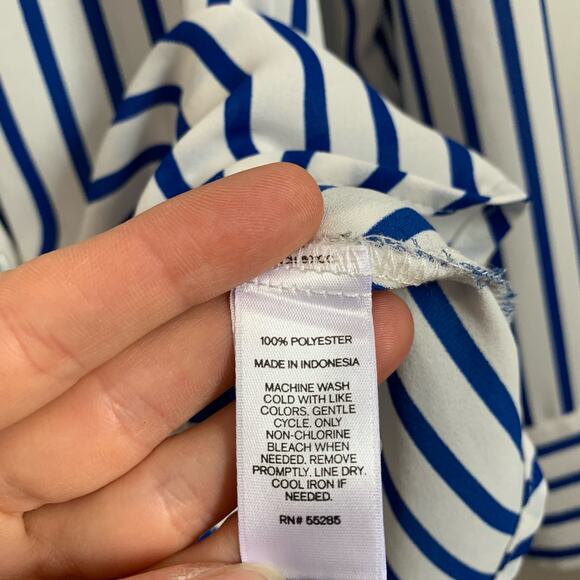 100% POLYESTER
MADE IN INDONESIA
MACHINE WASH
COLD WITH LIKE
COLORS. GENTLE
CYCLE. ONLY
NON-CHLORINE
BLEACH WHEN
NEEDED. REMOVE
PROMPTLY. LINE DRY.
COOL IRON IF
NEEDED.
RN# 55285